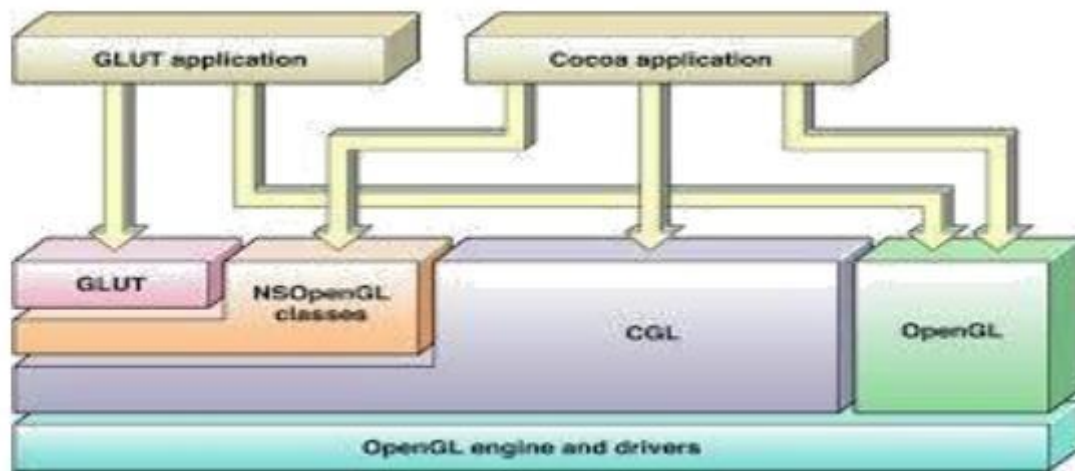 GLUT application
Cocoa application
GLUT
NSOpenGL
classes
CGL
OpenGL
OpenGL engine and drivers